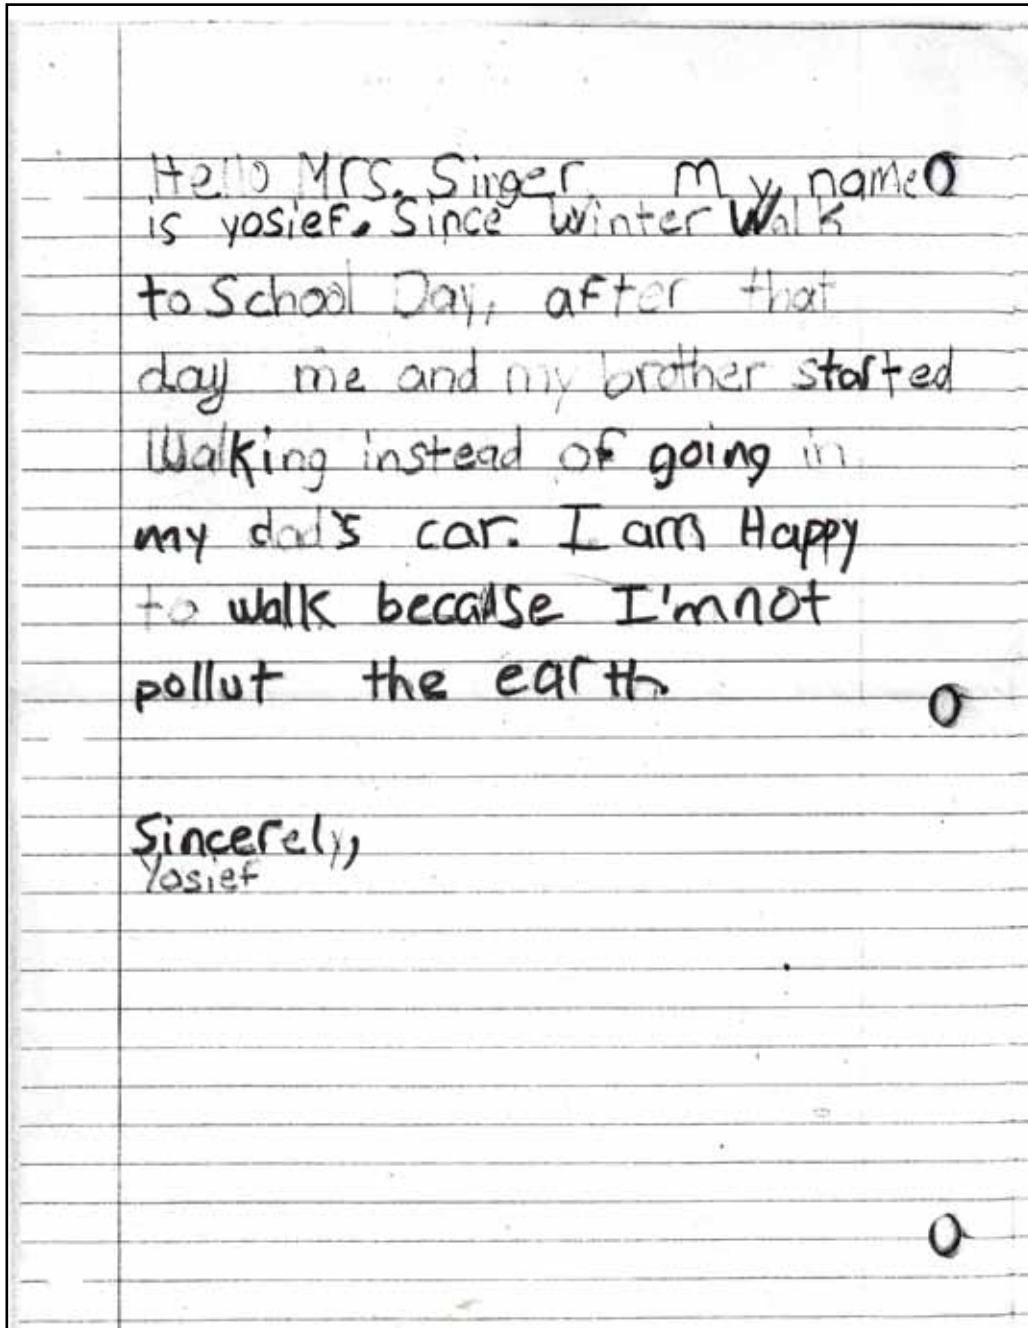 Hello Mrs. Singer, my name
is yosief. Since Winter Walk
to School Day, after that
day me and my brother started
Walking instead of going in
my dad's car. I am Happy
to walk because I'm not
pollut the earth.
Sincerely,
Yosief